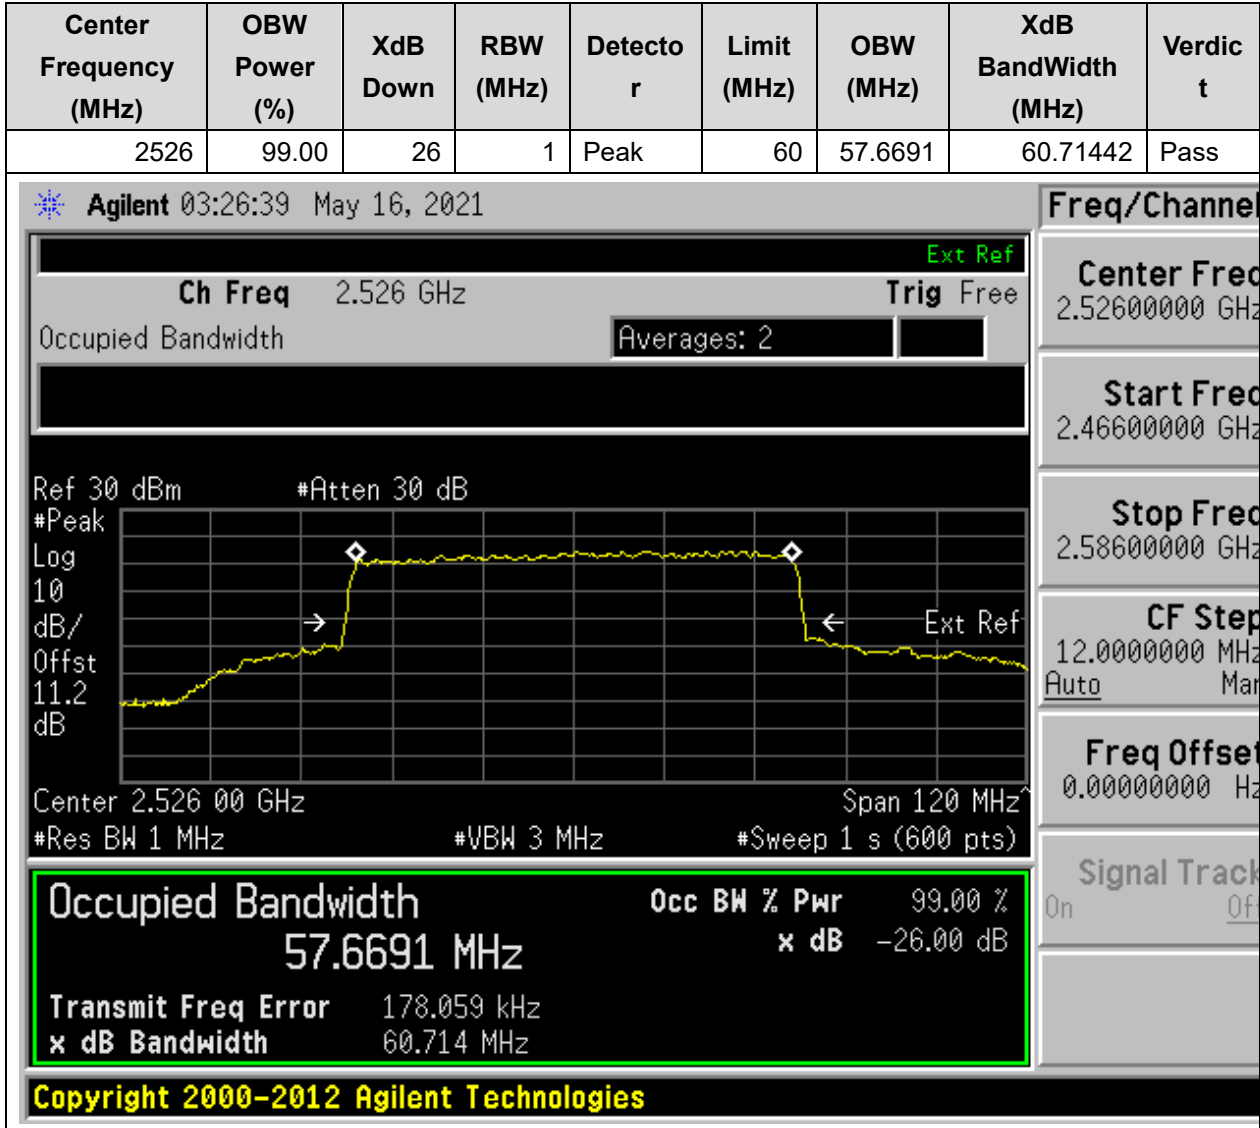 Center Frequency (MHz) OBW Power (%) XdB Down RBW (MHz) Detecto r Limit (MHz) OBW (MHz) XdB BandWidth (MHz) Verdic t
2526 99.00 26 1 Peak 60 57.6691 60.71442 Pass
Agilent 03:26:39 May 16, 2021
Freq/Channel
Ext Ref
Ch Freq 2.526 GHz Trig Free
Occupied Bandwidth Averages: 2
Center Freq
2.52600000 GHz
Start Freq
2.46600000 GHz
Stop Freq
2.58600000 GHz
CF Step
12.0000000 MHz
Auto Man
Freq Offset
0.00000000 Hz
Signal Track
On Off
Ref 30 dBm #Atten 30 dB
#Peak
Log
10
dB/
Offst
11.2
dB
Ext Ref
Center 2.526 00 GHz Span 120 MHz^
#Res BW 1 MHz #VBW 3 MHz #Sweep 1 s (600 pts)
Occupied Bandwidth Occ BW % Pwr 99.00 %
57.6691 MHz x dB -26.00 dB
Transmit Freq Error 178.059 kHz
x dB Bandwidth 60.714 MHz
Copyright 2000-2012 Agilent Technologies